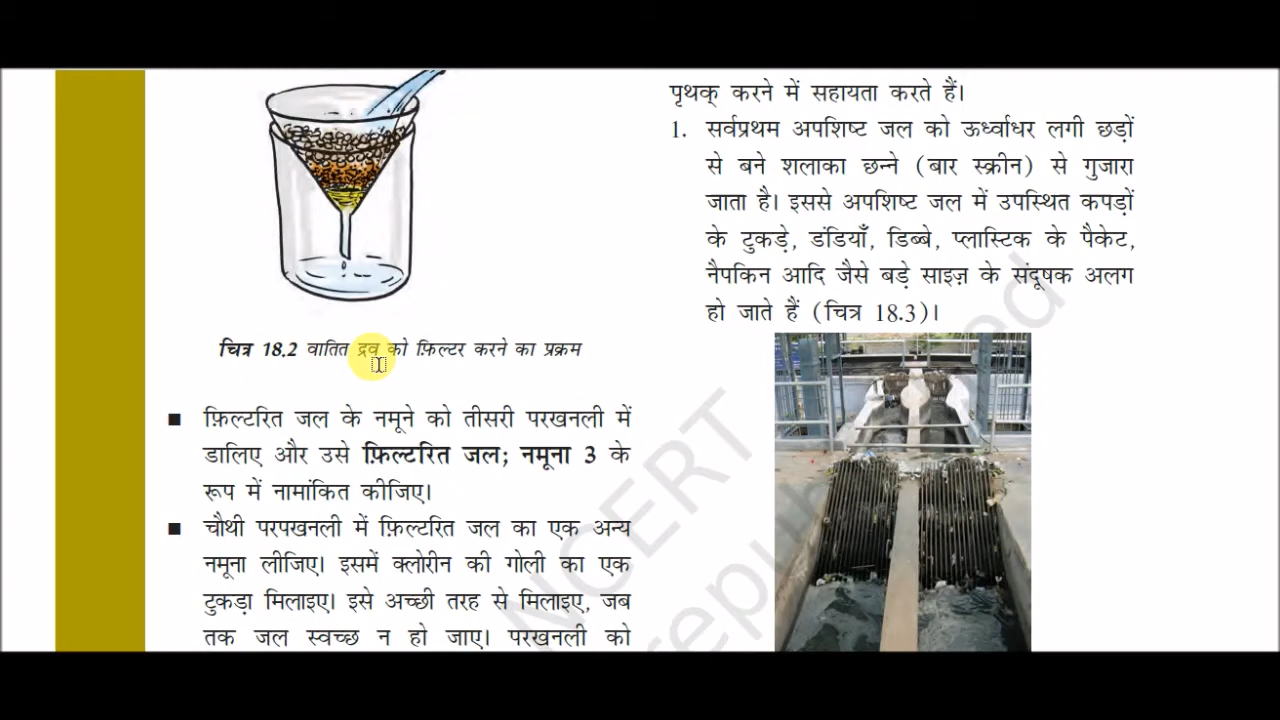 चित्र 18.2 वातित द्रव को फ़िल्टर करने का प्रक्रम
■ फ़िल्टरित जल के नमूने को तीसरी परखनली में
डालिए और उसे फ़िल्टरित जल; नमूना 3 के
रूप में नामांकित कीजिए।
■ चौथी परपखनली में फ़िल्टरित जल का एक अन्य
नमूना लीजिए। इसमें क्लोरीन की गोली का एक
टुकड़ा मिलाइए। इसे अच्छी तरह से मिलाइए, जब
तक जल स्वच्छ न हो जाए। परखनली को
पृथक् करने में सहायता करते हैं।
1. सर्वप्रथम अपशिष्ट जल को ऊर्ध्वाधर लगी छड़ों
से बने शलाका छन्ने (बार स्क्रीन) से गुजारा
जाता है। इससे अपशिष्ट जल में उपस्थित कपड़ों
के टुकड़े, डंडियाँ, डिब्बे, प्लास्टिक के पैकेट,
नैपकिन आदि जैसे बड़े साइज़ के संदूषक अलग
हो जाते हैं (चित्र 18.3)।
NCERT
republished